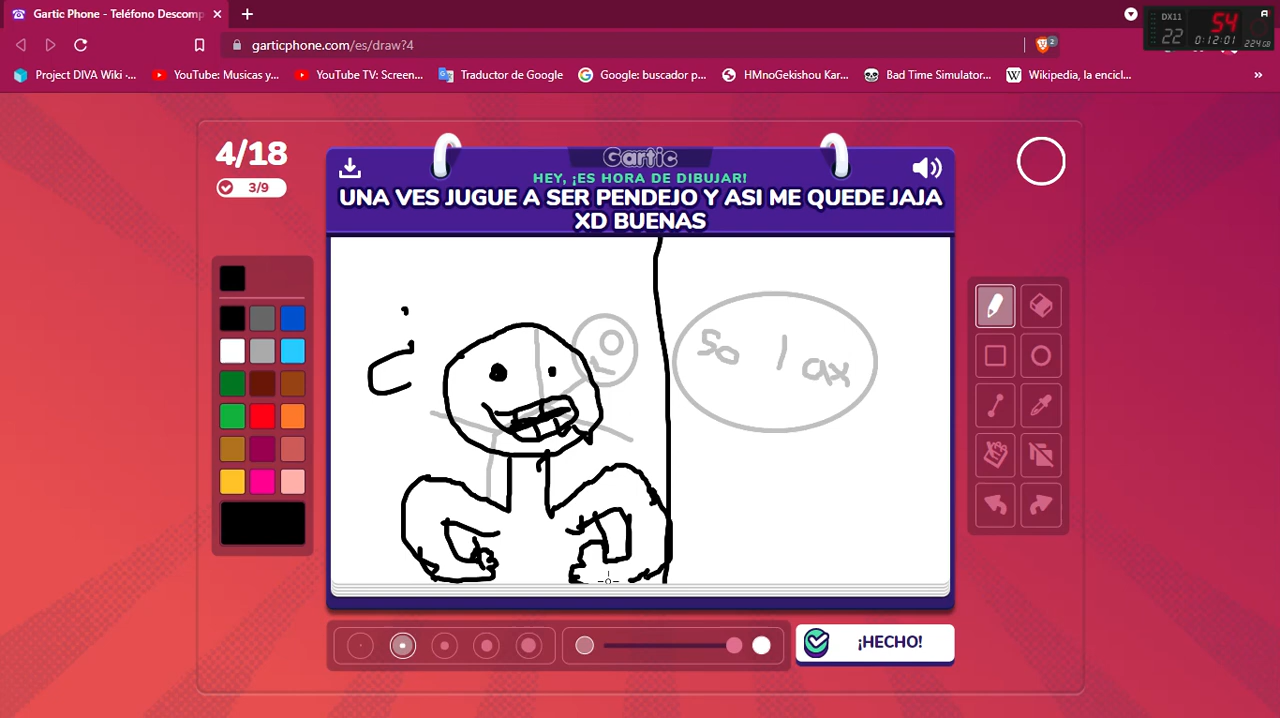 Gartic Phone - Teléfono Descomp
garticphone.com/es/draw?4
2
DX11
22
54
0:12:01
224 GB
Project DIVA Wiki -...
YouTube: Musicas y...
YouTube TV: Screen...
Traductor de Google
Google: buscador p...
HMnoGekishou Kar...
Bad Time Simulator...
Wikipedia, la encicl...
»
4/18
3/9
Gartic
HEY, ¡ES HORA DE DIBUJAR!
UNA VES JUGUE A SER PENDEJO Y ASI ME QUEDE JAJA
XD BUENAS
So l ax
¡HECHO!